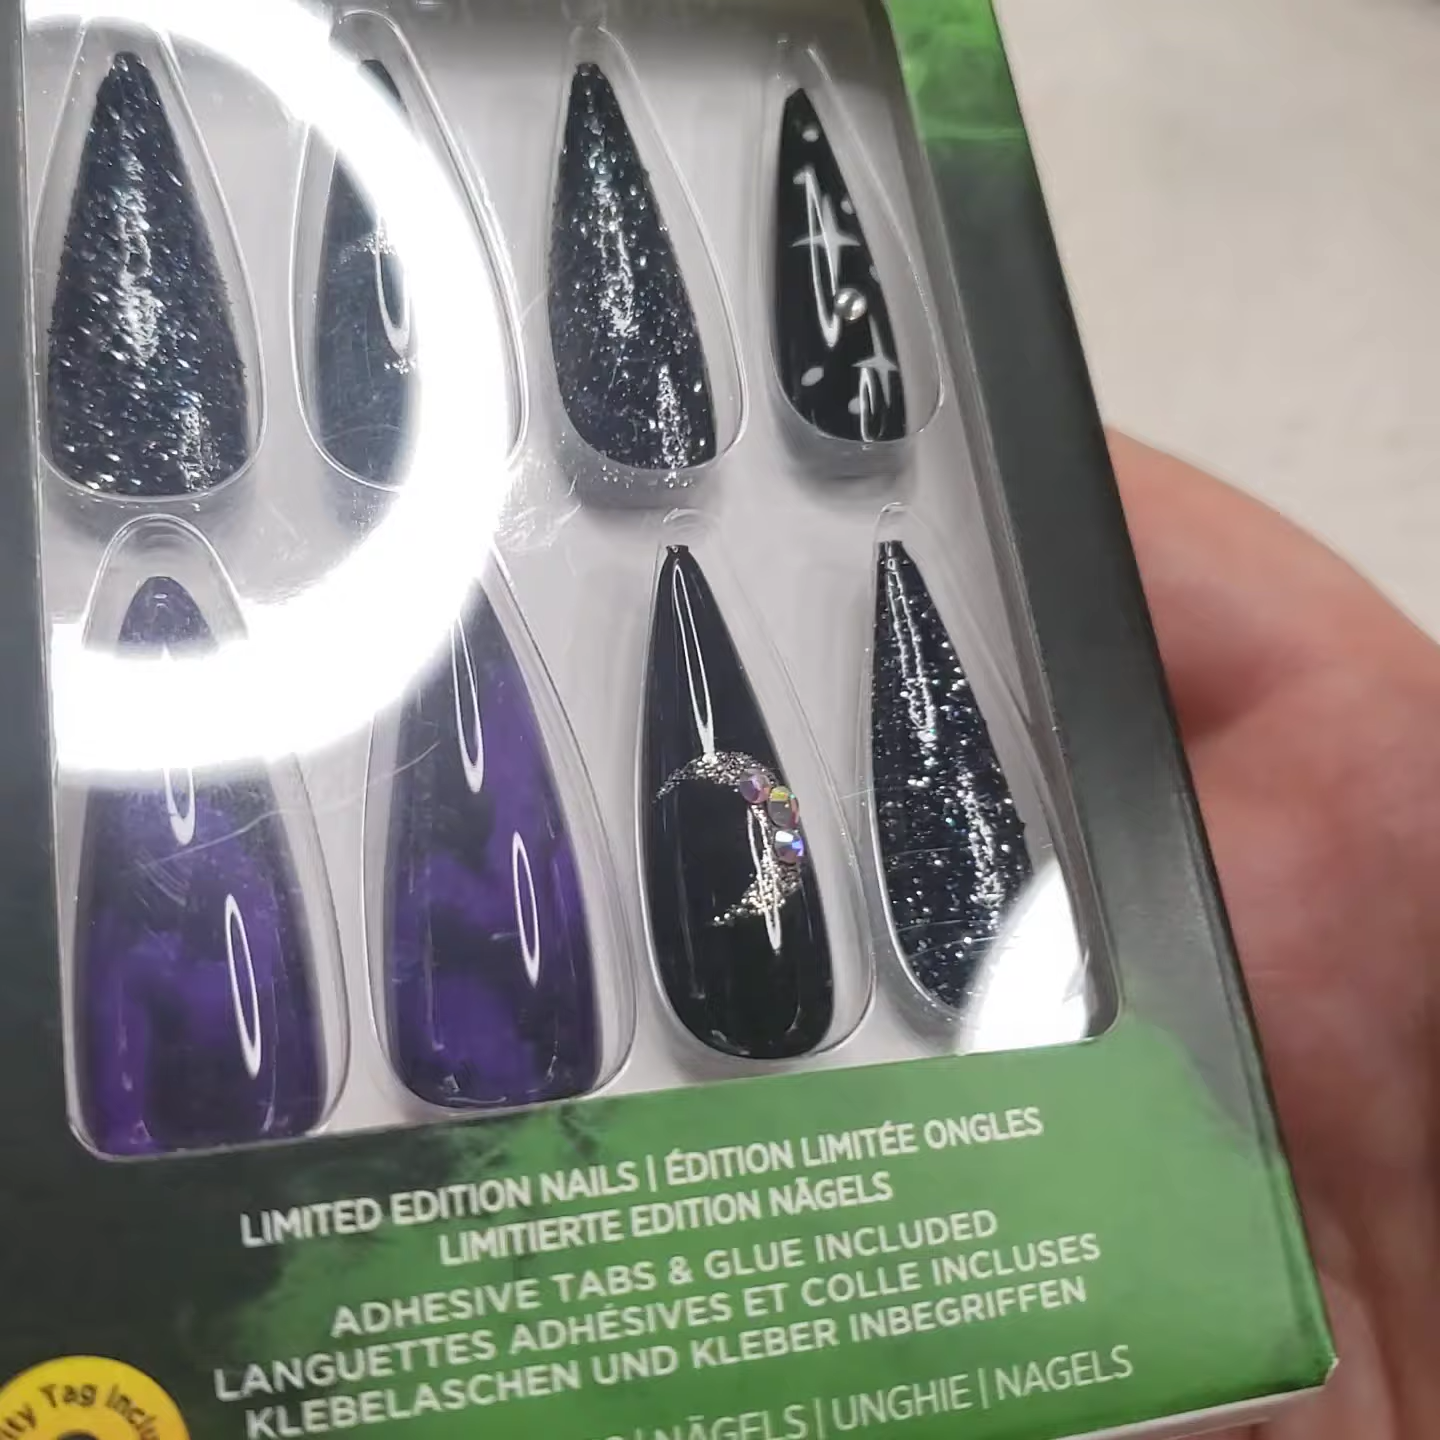 LIMITED EDITION NAILS | ÉDITION LIMITÉE ONGLES
LIMITIERTE EDITION NÄGELS
ADHESIVE TABS & GLUE INCLUDED
LANGUETTES ADHÉSIVES ET COLLE INCLUSES
KLEBELASCHEN UND KLEBER INBEGRIFFEN
NÄGELS | UNGHIE | NAGELS
Tag